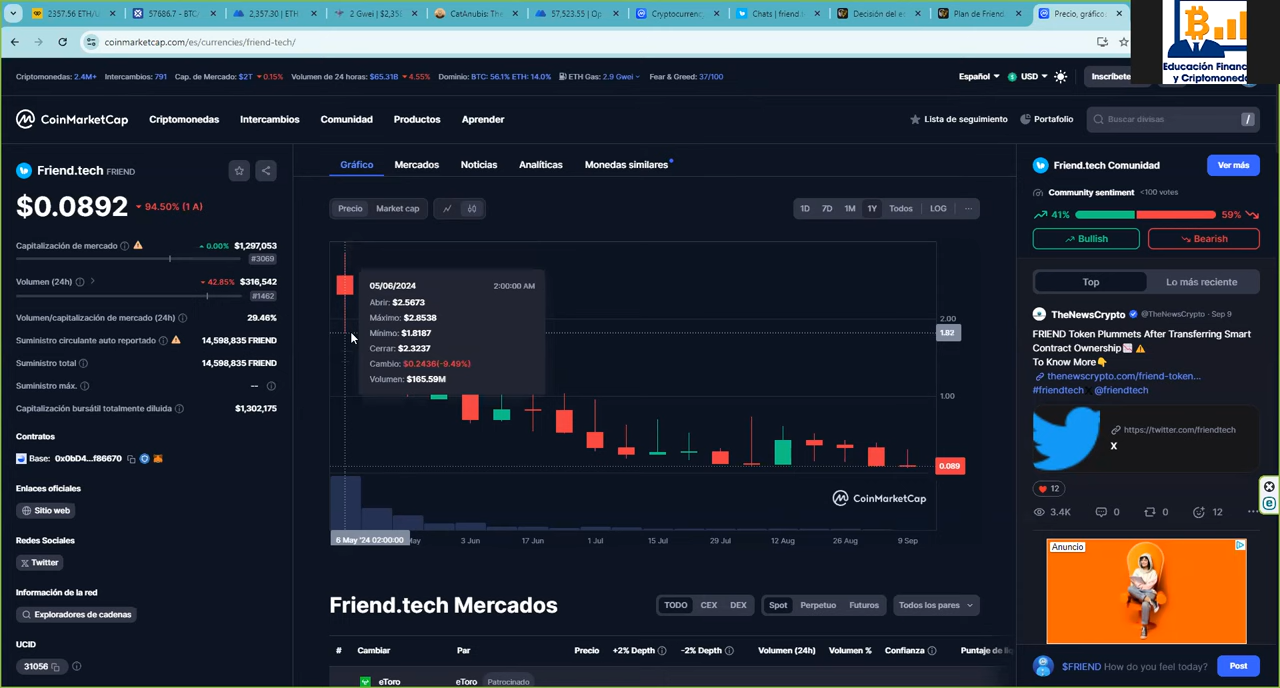 2357.56 ETH/U
57686.7 - BTC
2,357.30 | ETH
2 Gwei | $2,35
CatAnubis: The
57,523.55 | Op
Cryptocurrenc
Chats | friend.t
Decisión del es
Plan de Friend
Precio, gráfico,
coinmarketcap.com/es/currencies/friend-tech/
Educación Financ
y Criptomoneda
Criptomonedas: 2.4M+ Intercambios: 791 Cap. de Mercado: $2T 0.15% Volumen de 24 horas: $65.31B 4.55% Dominio: BTC: 56.1% ETH: 14.0% ETH Gas: 2.9 Gwei Fear & Greed: 37/100
Español USD Inscríbete
CoinMarketCap Criptomonedas Intercambios Comunidad Productos Aprender
Lista de seguimiento Portafolio Buscar divisas /
Friend.tech FRIEND
$0.0892 94.50% (1 A)
Capitalización de mercado 0.00% $1,297,053
#3069
Volumen (24h) 42.85% $316,542
#1462
Volumen/capitalización de mercado (24h) 29.46%
Suministro circulante auto reportado 14,598,835 FRIEND
Suministro total 14,598,835 FRIEND
Suministro máx. --
Capitalización bursátil totalmente diluida $1,302,175
Contratos
Base: 0x0bD4...f86670
Enlaces oficiales
Sitio web
Redes Sociales
Twitter
Información de la red
Exploradores de cadenas
UCID
31056
Gráfico Mercados Noticias Analíticas Monedas similares
Precio Market cap
1D 7D 1M 1Y Todos LOG ...
05/06/2024 2:00:00 AM
Abrir: $2.5673
Máximo: $2.8538
Mínimo: $1.8187
Cerrar: $2.3237
Cambio: $0.2436(-9.49%)
Volumen: $165.59M
2.00
1.82
1.00
0.089
CoinMarketCap
6 May '24 02:00:00 May 3 Jun 17 Jun 1 Jul 15 Jul 29 Jul 12 Aug 26 Aug 9 Sep
Friend.tech Mercados
TODO CEX DEX Spot Perpetuo Futuros Todos los pares
# Cambiar Par Precio +2% Depth -2% Depth Volumen (24h) Volumen % Confianza Puntaje de liq
eToro eToro Patrocinado
Friend.tech Comunidad Ver más
Community sentiment <100 votes
41% 59%
Bullish Bearish
Top Lo más reciente
TheNewsCrypto @TheNewsCrypto · Sep 9
FRIEND Token Plummets After Transferring Smart
Contract Ownership
To Know More
thenewscrypto.com/friend-token...
#friendtech @friendtech
https://twitter.com/friendtech
X
12
3.4K 0 0 12 ...
Anuncio
$FRIEND How do you feel today? Post